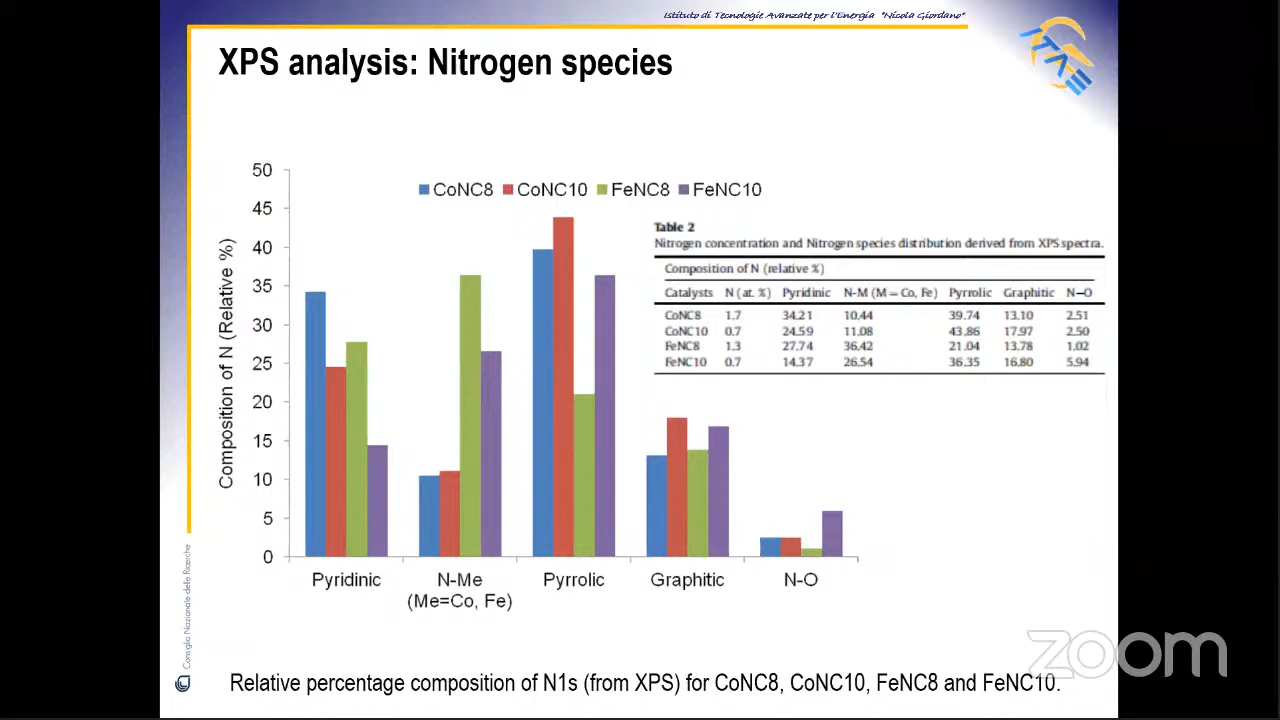 Istituto di Tecnologie Avanzate per l'Energia "Nicola Giordano"
ITAE
XPS analysis: Nitrogen species
50
45
40
35
30
25
20
15
10
5
0
Composition of N (Relative %)
CoNC8 CoNC10 FeNC8 FeNC10
Table 2
Nitrogen concentration and Nitrogen species distribution derived from XPS spectra.
Composition of N (relative %)
Catalysts N (at. %) Pyridinic N-M (M = Co, Fe) Pyrrolic Graphitic N–O
CoNC8 1.7 34.21 10.44 39.74 13.10 2.51
CoNC10 0.7 24.59 11.08 43.86 17.97 2.50
FeNC8 1.3 27.74 36.42 21.04 13.78 1.02
FeNC10 0.7 14.37 26.54 36.35 16.80 5.94
Pyridinic N-Me Pyrrolic Graphitic N-O
(Me=Co, Fe)
Consiglio Nazionale delle Ricerche
zoom
Relative percentage composition of N1s (from XPS) for CoNC8, CoNC10, FeNC8 and FeNC10.